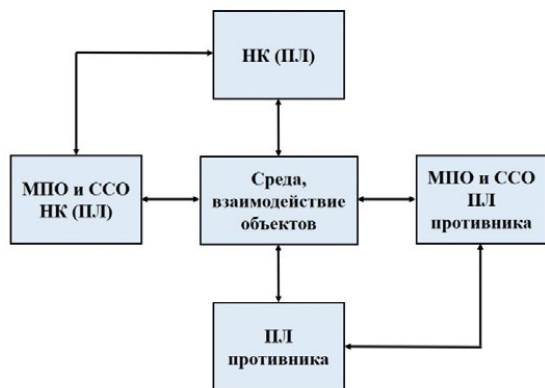 НК (ПЛ)
МПО и ССО
НК (ПЛ)
Среда,
взаимодействие
объектов
МПО и ССО
ПЛ
противника
ПЛ
противника